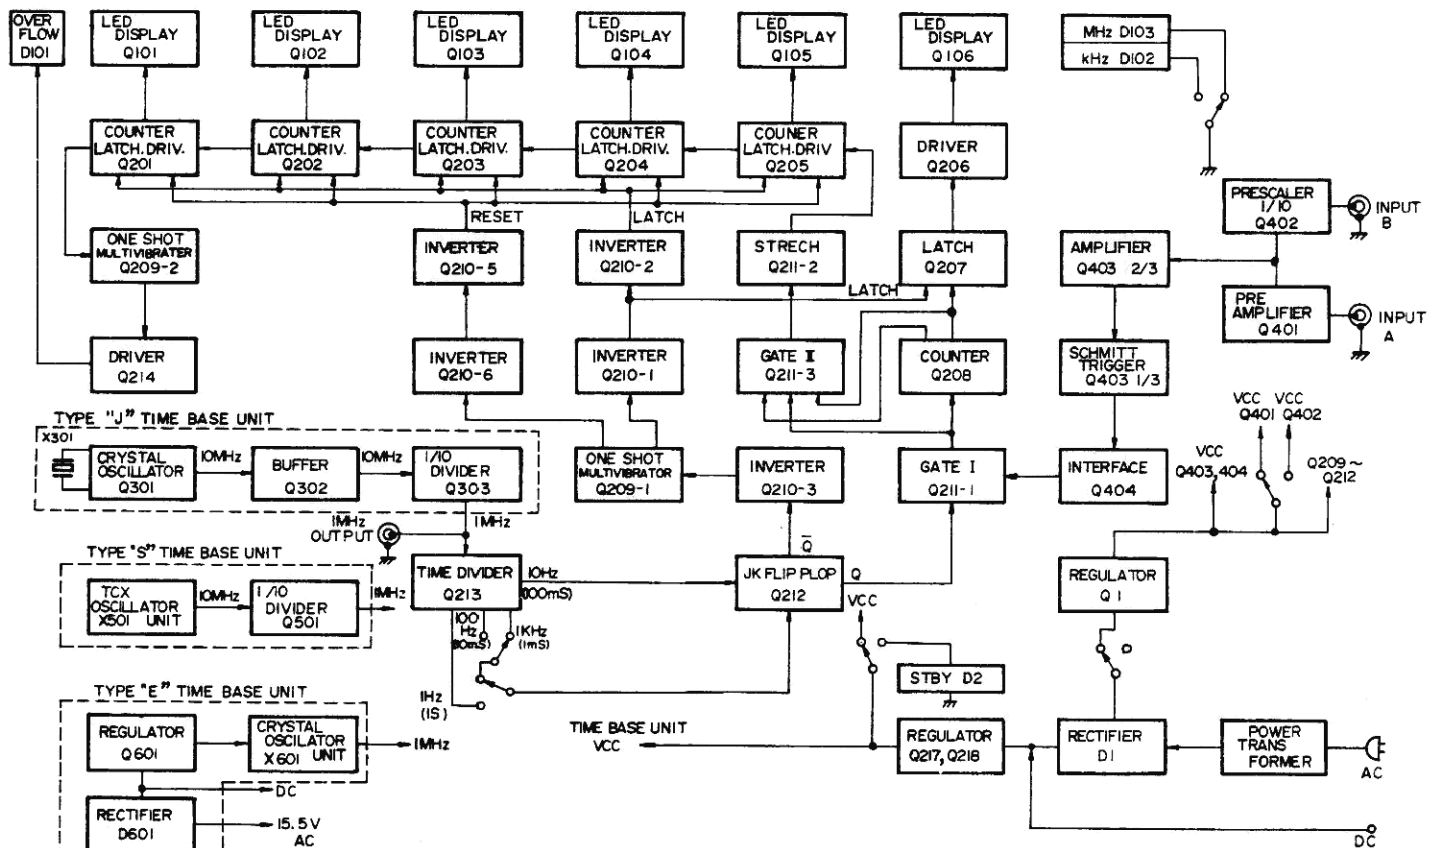 OVER
FLOW
D101
LED
DISPLAY
Q101
LED
DISPLAY
Q102
LED
DISPLAY
Q103
LED
DISPLAY
Q104
LED
DISPLAY
Q105
LED
DISPLAY
Q106
MHz D103
kHz D102
COUNTER
LATCH.DRIV.
Q201
COUNTER
LATCH.DRIV.
Q202
COUNTER
LATCH.DRIV.
Q203
COUNTER
LATCH.DRIV.
Q204
COUNER
LATCH.DRIV
Q205
DRIVER
Q206
RESET
LATCH
PRESCALER
1/10
Q402
INPUT
B
ONE SHOT
MULTIVIBRATER
Q209-2
INVERTER
Q210-5
INVERTER
Q210-2
STRECH
Q211-2
LATCH
Q207
AMPLIFIER
Q403 2/3
LATCH
PRE
AMPLIFIER
Q401
INPUT
A
DRIVER
Q214
INVERTER
Q210-6
INVERTER
Q210-1
GATE II
Q211-3
COUNTER
Q208
SCHMITT
TRIGGER
Q403 1/3
TYPE "J" TIME BASE UNIT
X301
CRYSTAL
OSCILLATOR
Q301
10MHz
BUFFER
Q302
10MHz
1/10
DIVIDER
Q303
ONE SHOT
MULTIVIBRATOR
Q209-1
INVERTER
Q210-3
GATE I
Q211-1
INTERFACE
Q404
VCC
Q401
VCC
Q402
VCC
Q403,404
Q209~
Q212
1MHz
OUTPUT
1MHz
Q̅
TYPE "S" TIME BASE UNIT
TCX
OSCILLATOR
X501 UNIT
10MHz
1/10
DIVIDER
Q501
1MHz
TIME DIVIDER
Q213
10Hz
(100mS)
JK FLIP PLOP
Q212
Q
REGULATOR
Q1
100
Hz
(10mS)
1KHz
(1mS)
VCC
STBY D2
1Hz
(1S)
TYPE "E" TIME BASE UNIT
REGULATOR
Q601
CRYSTAL
OSCILATOR
X601 UNIT
1MHz
TIME BASE UNIT
VCC
REGULATOR
Q217, Q218
RECTIFIER
D1
POWER
TRANS
FORMER
AC
DC
RECTIFIER
D601
15.5V
AC
DC